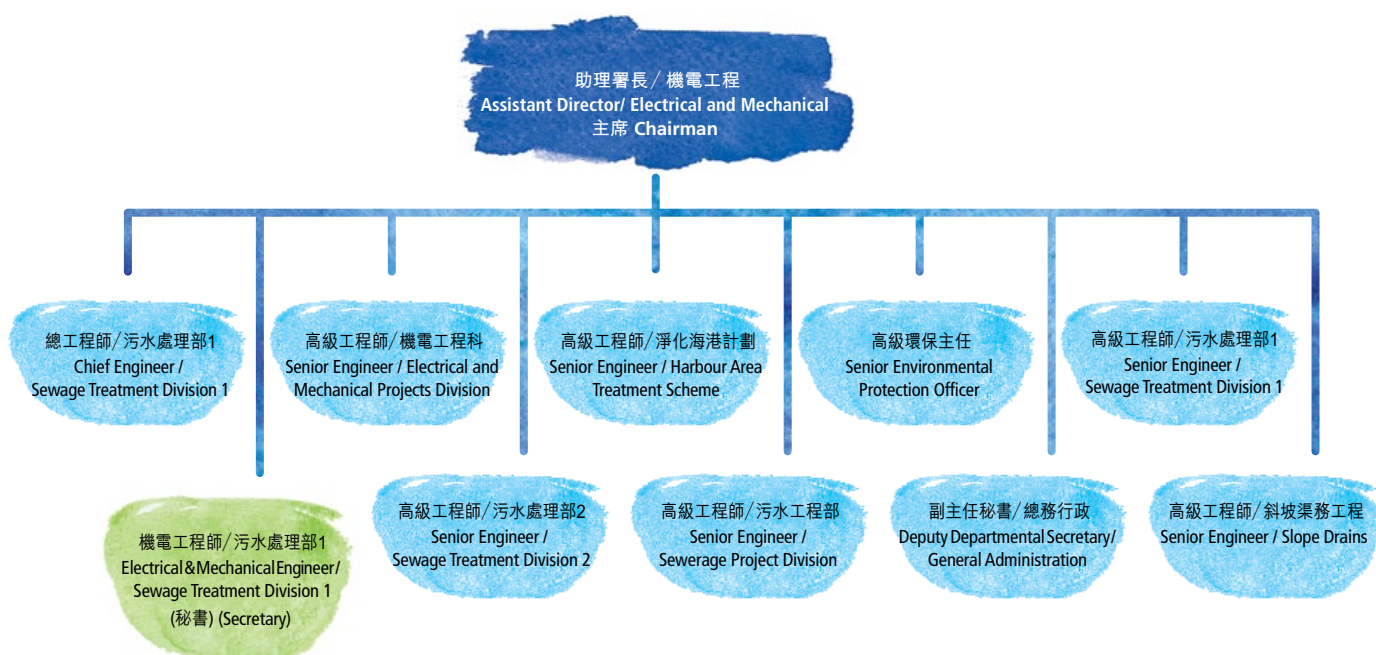 助理署長／機電工程
Assistant Director/ Electrical and Mechanical
主席 Chairman
總工程師/污水處理部1
Chief Engineer /
Sewage Treatment Division 1
高級工程師/機電工程科
Senior Engineer / Electrical and
Mechanical Projects Division
高級工程師/淨化海港計劃
Senior Engineer / Harbour Area
Treatment Scheme
高級環保主任
Senior Environmental
Protection Officer
高級工程師/污水處理部1
Senior Engineer /
Sewage Treatment Division 1
機電工程師/污水處理部1
Electrical & Mechanical Engineer /
Sewage Treatment Division 1
(秘書) (Secretary)
高級工程師/污水處理部2
Senior Engineer /
Sewage Treatment Division 2
高級工程師/污水工程部
Senior Engineer /
Sewerage Project Division
副主任秘書/總務行政
Deputy Departmental Secretary/
General Administration
高級工程師/斜坡渠務工程
Senior Engineer / Slope Drains